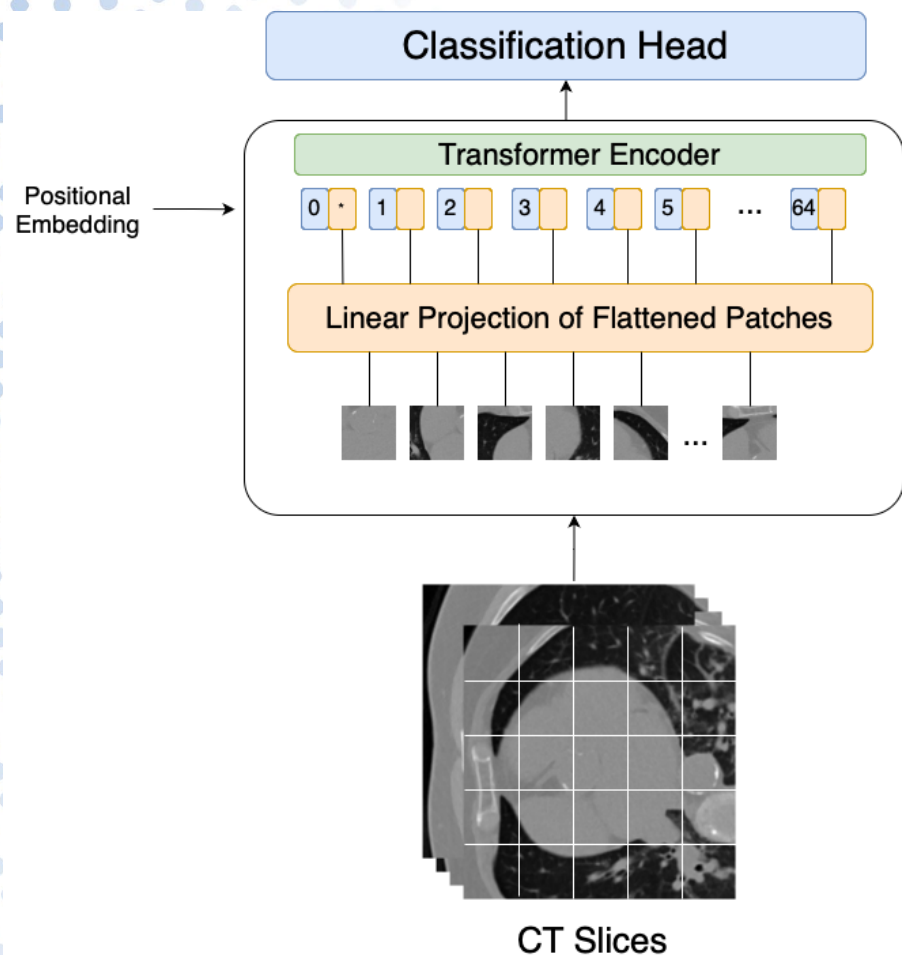 Classification Head
Transformer Encoder
Positional
Embedding
0 * 1 2 3 4 5 ... 64
Linear Projection of Flattened Patches
...
CT Slices